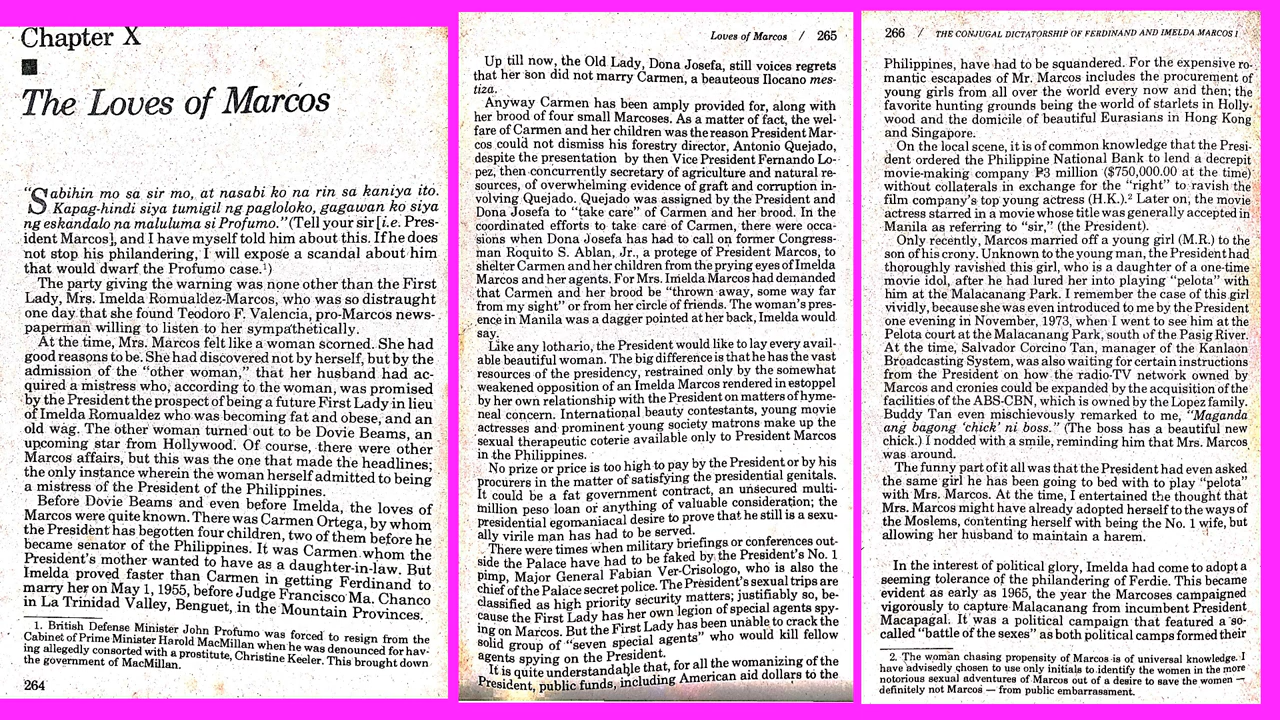 Chapter X
The Loves of Marcos
"Sabihin mo sa sir mo, at nasabi ko na rin sa kaniya ito.
Kapag-hindi siya tumigil ng pagloloko, gagawan ko siya
ng eskandalo na maluluma si Profumo." (Tell your sir [i.e. Pres-
ident Marcos], and I have myself told him about this. If he does
not stop his philandering, I will expose a scandal about him
that would dwarf the Profumo case.¹)
The party giving the warning was none other than the First
Lady, Mrs. Imelda Romualdez-Marcos, who was so distraught
one day that she found Teodoro F. Valencia, pro-Marcos news-
paperman willing to listen to her sympathetically.
At the time, Mrs. Marcos felt like a woman scorned. She had
good reasons to be. She had discovered not by herself, but by the
admission of the "other woman," that her husband had ac-
quired a mistress who, according to the woman, was promised
by the President the prospect of being a future First Lady in lieu
of Imelda Romualdez who was becoming fat and obese, and an
old wag. The other woman turned out to be Dovie Beams, an
upcoming star from Hollywood. Of course, there were other
Marcos affairs, but this was the one that made the headlines;
the only instance wherein the woman herself admitted to being
a mistress of the President of the Philippines.
Before Dovie Beams and even before Imelda, the loves of
Marcos were quite known. There was Carmen Ortega, by whom
the President has begotten four children, two of them before he
became senator of the Philippines. It was Carmen whom the
President's mother wanted to have as a daughter-in-law. But
Imelda proved faster than Carmen in getting Ferdinand to
marry her on May 1, 1955, before Judge Francisco Ma. Chanco
in La Trinidad Valley, Benguet, in the Mountain Provinces.
1. British Defense Minister John Profumo was forced to resign from the
Cabinet of Prime Minister Harold MacMillan when he was denounced for hav-
ing allegedly consorted with a prostitute, Christine Keeler. This brought down
the government of MacMillan.
264
Loves of Marcos / 265
Up till now, the Old Lady, Dona Josefa, still voices regrets
that her son did not marry Carmen, a beauteous Ilocano mes-
tiza.
Anyway Carmen has been amply provided for, along with
her brood of four small Marcoses. As a matter of fact, the wel-
fare of Carmen and her children was the reason President Mar-
cos could not dismiss his forestry director, Antonio Quejado,
despite the presentation by then Vice President Fernando Lo-
pez, then concurrently secretary of agriculture and natural re-
sources, of overwhelming evidence of graft and corruption in-
volving Quejado. Quejado was assigned by the President and
Dona Josefa to "take care" of Carmen and her brood. In the
coordinated efforts to take care of Carmen, there were occa-
sions when Dona Josefa has had to call on former Congress-
man Roquito S. Ablan, Jr., a protege of President Marcos, to
shelter Carmen and her children from the prying eyes of Imelda
Marcos and her agents. For Mrs. Imelda Marcos had demanded
that Carmen and her brood be "thrown away, some way far
from my sight" or from her circle of friends. The woman's pres-
ence in Manila was a dagger pointed at her back, Imelda would
say.
Like any lothario, the President would like to lay every avail-
able beautiful woman. The big difference is that he has the vast
resources of the presidency, restrained only by the somewhat
weakened opposition of an Imelda Marcos rendered in estoppel
by her own relationship with the President on matters of hyme-
neal concern. International beauty contestants, young movie
actresses and prominent young society matrons make up the
sexual therapeutic coterie available only to President Marcos
in the Philippines.
No prize or price is too high to pay by the President or by his
procurers in the matter of satisfying the presidential genitals.
It could be a fat government contract, an unsecured multi-
million peso loan or anything of valuable consideration; the
presidential egomaniacal desire to prove that he still is a sexu-
ally virile man has had to be served.
There were times when military briefings or conferences out-
side the Palace have had to be faked by the President's No. 1
pimp, Major General Fabian Ver-Crisologo, who is also the
chief of the Palace secret police. The President's sexual trips are
classified as high priority security matters; justifiably so, be-
cause the First Lady has her own legion of special agents spy-
ing on Marcos. But the First Lady has been unable to crack the
solid group of "seven special agents" who would kill fellow
agents spying on the President.
It is quite understandable that, for all the womanizing of the
President, public funds, including American aid dollars to the
266 / THE CONJUGAL DICTATORSHIP OF FERDINAND AND IMELDA MARCOS I
Philippines, have had to be squandered. For the expensive ro-
mantic escapades of Mr. Marcos includes the procurement of
young girls from all over the world every now and then; the
favorite hunting grounds being the world of starlets in Holly-
wood and the domicile of beautiful Eurasians in Hong Kong
and Singapore.
On the local scene, it is of common knowledge that the Presi-
dent ordered the Philippine National Bank to lend a decrepit
movie-making company ₱3 million ($750,000.00 at the time)
without collaterals in exchange for the "right" to ravish the
film company's top young actress (H.K.).² Later on, the movie
actress starred in a movie whose title was generally accepted in
Manila as referring to "sir," (the President).
Only recently, Marcos married off a young girl (M.R.) to the
son of his crony. Unknown to the young man, the President had
thoroughly ravished this girl, who is a daughter of a one-time
movie idol, after he had lured her into playing "pelota" with
him at the Malacanang Park. I remember the case of this girl
vividly, because she was even introduced to me by the President
one evening in November, 1973, when I went to see him at the
Pelota court at the Malacanang Park, south of the Pasig River.
At the time, Salvador Corcino Tan, manager of the Kanlaon
Broadcasting System, was also waiting for certain instructions
from the President on how the radio-TV network owned by
Marcos and cronies could be expanded by the acquisition of the
facilities of the ABS-CBN, which is owned by the Lopez family.
Buddy Tan even mischievously remarked to me, "Maganda
ang bagong 'chick' ni boss." (The boss has a beautiful new
chick.) I nodded with a smile, reminding him that Mrs. Marcos
was around.
The funny part of it all was that the President had even asked
the same girl he has been going to bed with to play "pelota"
with Mrs. Marcos. At the time, I entertained the thought that
Mrs. Marcos might have already adopted herself to the ways of
the Moslems, contenting herself with being the No. 1 wife, but
allowing her husband to maintain a harem.
In the interest of political glory, Imelda had come to adopt a
seeming tolerance of the philandering of Ferdie. This became
evident as early as 1965, the year the Marcoses campaigned
vigorously to capture Malacanang from incumbent President
Macapagal. It was a political campaign that featured a so-
called "battle of the sexes" as both political camps formed their
2. The woman chasing propensity of Marcos is of universal knowledge. I
have advisedly chosen to use only initials to identify the women in the more
notorious sexual adventures of Marcos out of a desire to save the women —
definitely not Marcos — from public embarrassment.